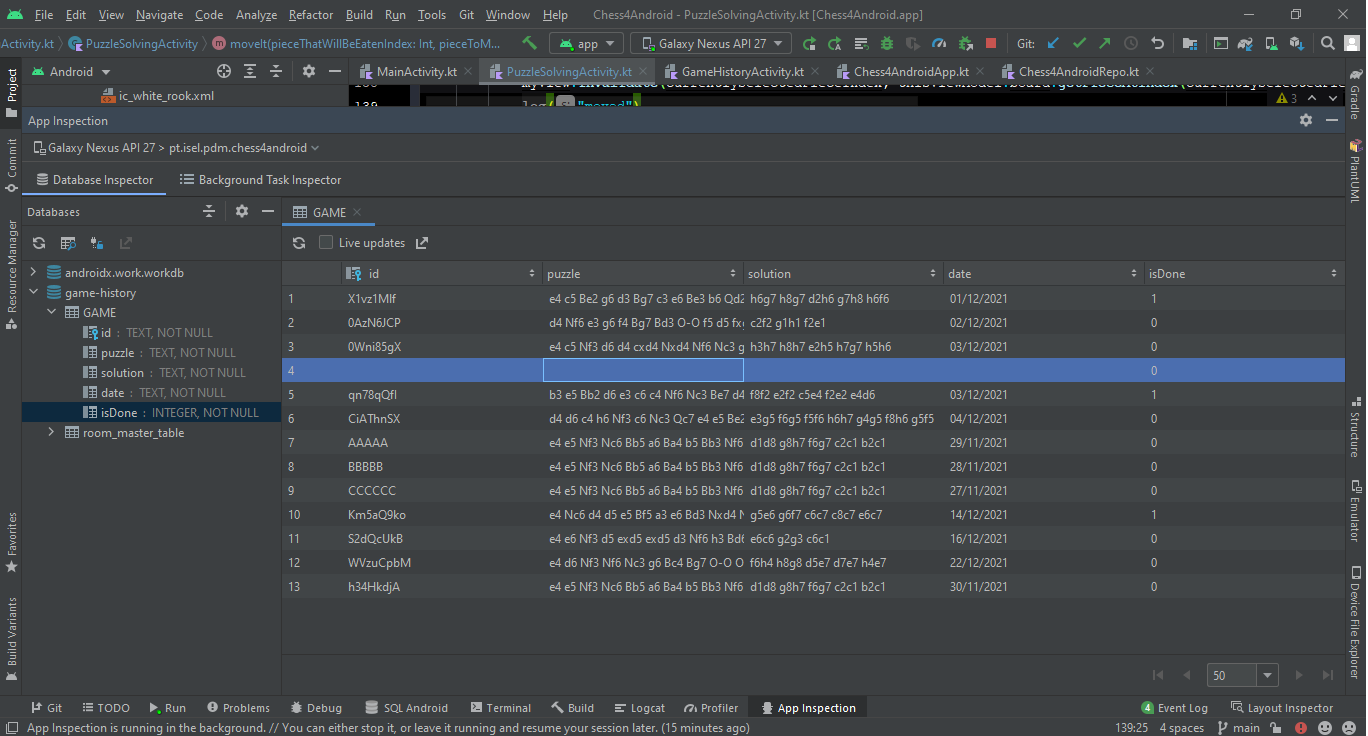 File Edit View Navigate Code Analyze Refactor Build Run Tools Git Window Help Chess4Android - PuzzleSolvingActivity.kt [Chess4Android.app]
Activity.kt PuzzleSolvingActivity moveIt(pieceThatWillBeEatenIndex: Int, pieceToM... app Galaxy Nexus API 27 Git:
Android MainActivity.kt PuzzleSolvingActivity.kt GameHistoryActivity.kt Chess4AndroidApp.kt Chess4AndroidRepo.kt
ic_white_rook.xml
139 log( s: "moved") 3
App Inspection
Galaxy Nexus API 27 > pt.isel.pdm.chess4android
Database Inspector Background Task Inspector
Databases GAME
Live updates
androidx.work.workdb
game-history
GAME
id : TEXT, NOT NULL
puzzle : TEXT, NOT NULL
solution : TEXT, NOT NULL
date : TEXT, NOT NULL
isDone : INTEGER, NOT NULL
room_master_table
id puzzle solution date isDone
1 X1vz1MIf e4 c5 Be2 g6 d3 Bg7 c3 e6 Be3 b6 Qd2 h6g7 h8g7 d2h6 g7h8 h6f6 01/12/2021 1
2 0AzN6JCP d4 Nf6 e3 g6 f4 Bg7 Bd3 O-O f5 d5 fxg c2f2 g1h1 f2e1 02/12/2021 0
3 0Wni85gX e4 c5 Nf3 d6 d4 cxd4 Nxd4 Nf6 Nc3 g h3h7 h8h7 e2h5 h7g7 h5h6 03/12/2021 0
4 0
5 qn78qQfI b3 e5 Bb2 d6 e3 c6 c4 Nf6 Nc3 Be7 d4 f8f2 e2f2 c5e4 f2e2 e4d6 03/12/2021 1
6 CiAThnSX d4 d6 c4 h6 Nf3 c6 Nc3 Qc7 e4 e5 Be2 e3g5 f6g5 f5f6 h6h7 g4g5 f8h6 g5f5 04/12/2021 0
7 AAAAA e4 e5 Nf3 Nc6 Bb5 a6 Ba4 b5 Bb3 Nf6 d1d8 g8h7 f6g7 c2c1 b2c1 29/11/2021 0
8 BBBBB e4 e5 Nf3 Nc6 Bb5 a6 Ba4 b5 Bb3 Nf6 d1d8 g8h7 f6g7 c2c1 b2c1 28/11/2021 0
9 CCCCCC e4 e5 Nf3 Nc6 Bb5 a6 Ba4 b5 Bb3 Nf6 d1d8 g8h7 f6g7 c2c1 b2c1 27/11/2021 0
10 Km5aQ9ko e4 Nc6 d4 d5 e5 Bf5 a3 e6 Bd3 Nxd4 N g5e6 g6f7 c6c7 c8c7 e6c7 14/12/2021 1
11 S2dQcUkB e4 e6 Nf3 d5 exd5 exd5 d3 Nf6 h3 Bd6 e6c6 g2g3 c6c1 16/12/2021 0
12 WVzuCpbM e4 d6 Nf3 Nf6 Nc3 g6 Bc4 Bg7 O-O O f6h4 h8g8 d5e7 d7e7 h4e7 22/12/2021 0
13 h34HkdjA e4 e5 Nf3 Nc6 Bb5 a6 Ba4 b5 Bb3 Nf6 d1d8 g8h7 f6g7 c2c1 b2c1 30/11/2021 0
50
Project
Commit
Resource Manager
Favorites
Build Variants
Gradle
PlantUML
Structure
Emulator
Device File Explorer
Git TODO Run Problems Debug SQL Android Terminal Build Logcat Profiler App Inspection 4 Event Log Layout Inspector
App Inspection is running in the background. // You can either stop it, or leave it running and resume your session later. (15 minutes ago) 139:25 4 spaces main